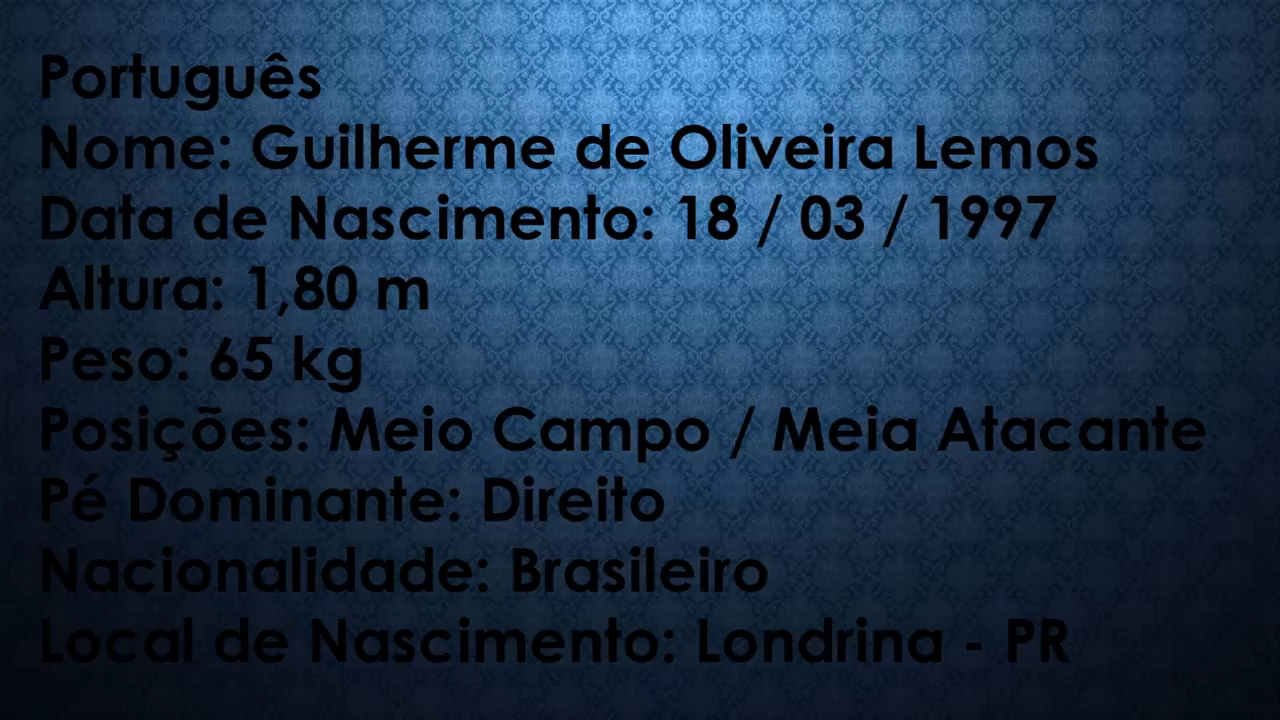 Português
Nome: Guilherme de Oliveira Lemos
Data de Nascimento: 18 / 03 / 1997
Altura: 1,80 m
Peso: 65 kg
Posições: Meio Campo / Meia Atacante
Pé Dominante: Direito
Nacionalidade: Brasileiro
Local de Nascimento: Londrina - PR